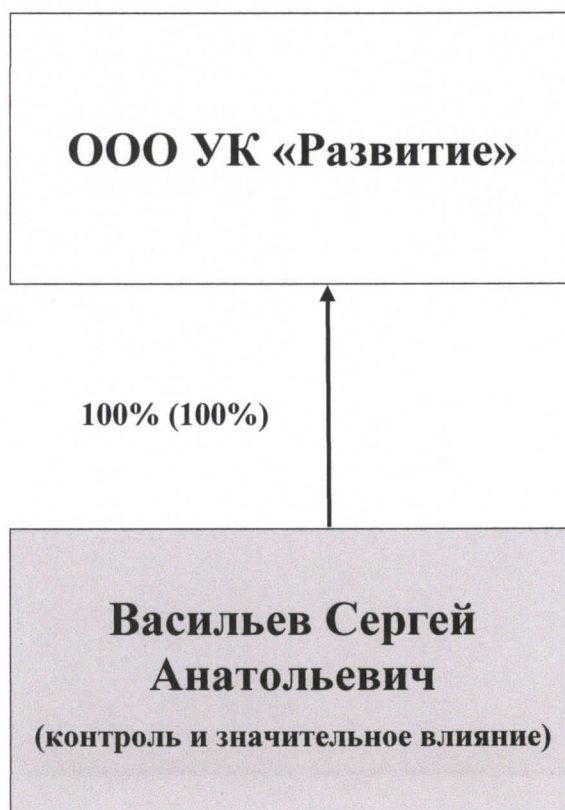 ООО УК «Развитие»
100% (100%)
Васильев Сергей
Анатольевич
(контроль и значительное влияние)